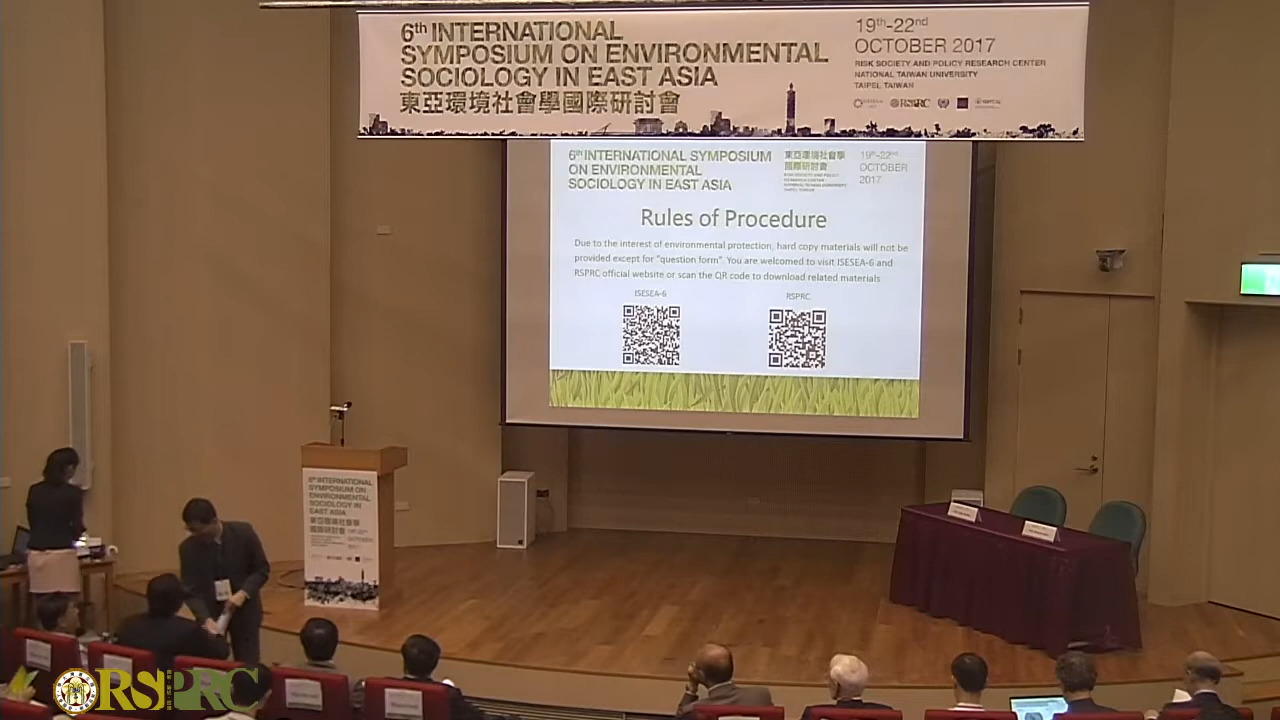 6th INTERNATIONAL
SYMPOSIUM ON ENVIRONMENTAL
SOCIOLOGY IN EAST ASIA
東亞環境社會學國際研討會
19th-22nd
OCTOBER 2017
RISK SOCIETY AND POLICY RESEARCH CENTER
NATIONAL TAIWAN UNIVERSITY
TAIPEI, TAIWAN
RSPRC
6th INTERNATIONAL SYMPOSIUM
ON ENVIRONMENTAL
SOCIOLOGY IN EAST ASIA
東亞環境社會學
國際研討會
19th-22nd
OCTOBER
2017
Rules of Procedure
Due to the interest of environmental protection, hard copy materials will not be
provided except for "question form". You are welcomed to visit ISESEA-6 and
RSPRC official website or scan the QR code to download related materials
ISESEA-6
RSPRC
6th INTERNATIONAL
SYMPOSIUM ON
ENVIRONMENTAL
SOCIOLOGY IN
EAST ASIA
東亞環境社會學
國際研討會
RSPRC